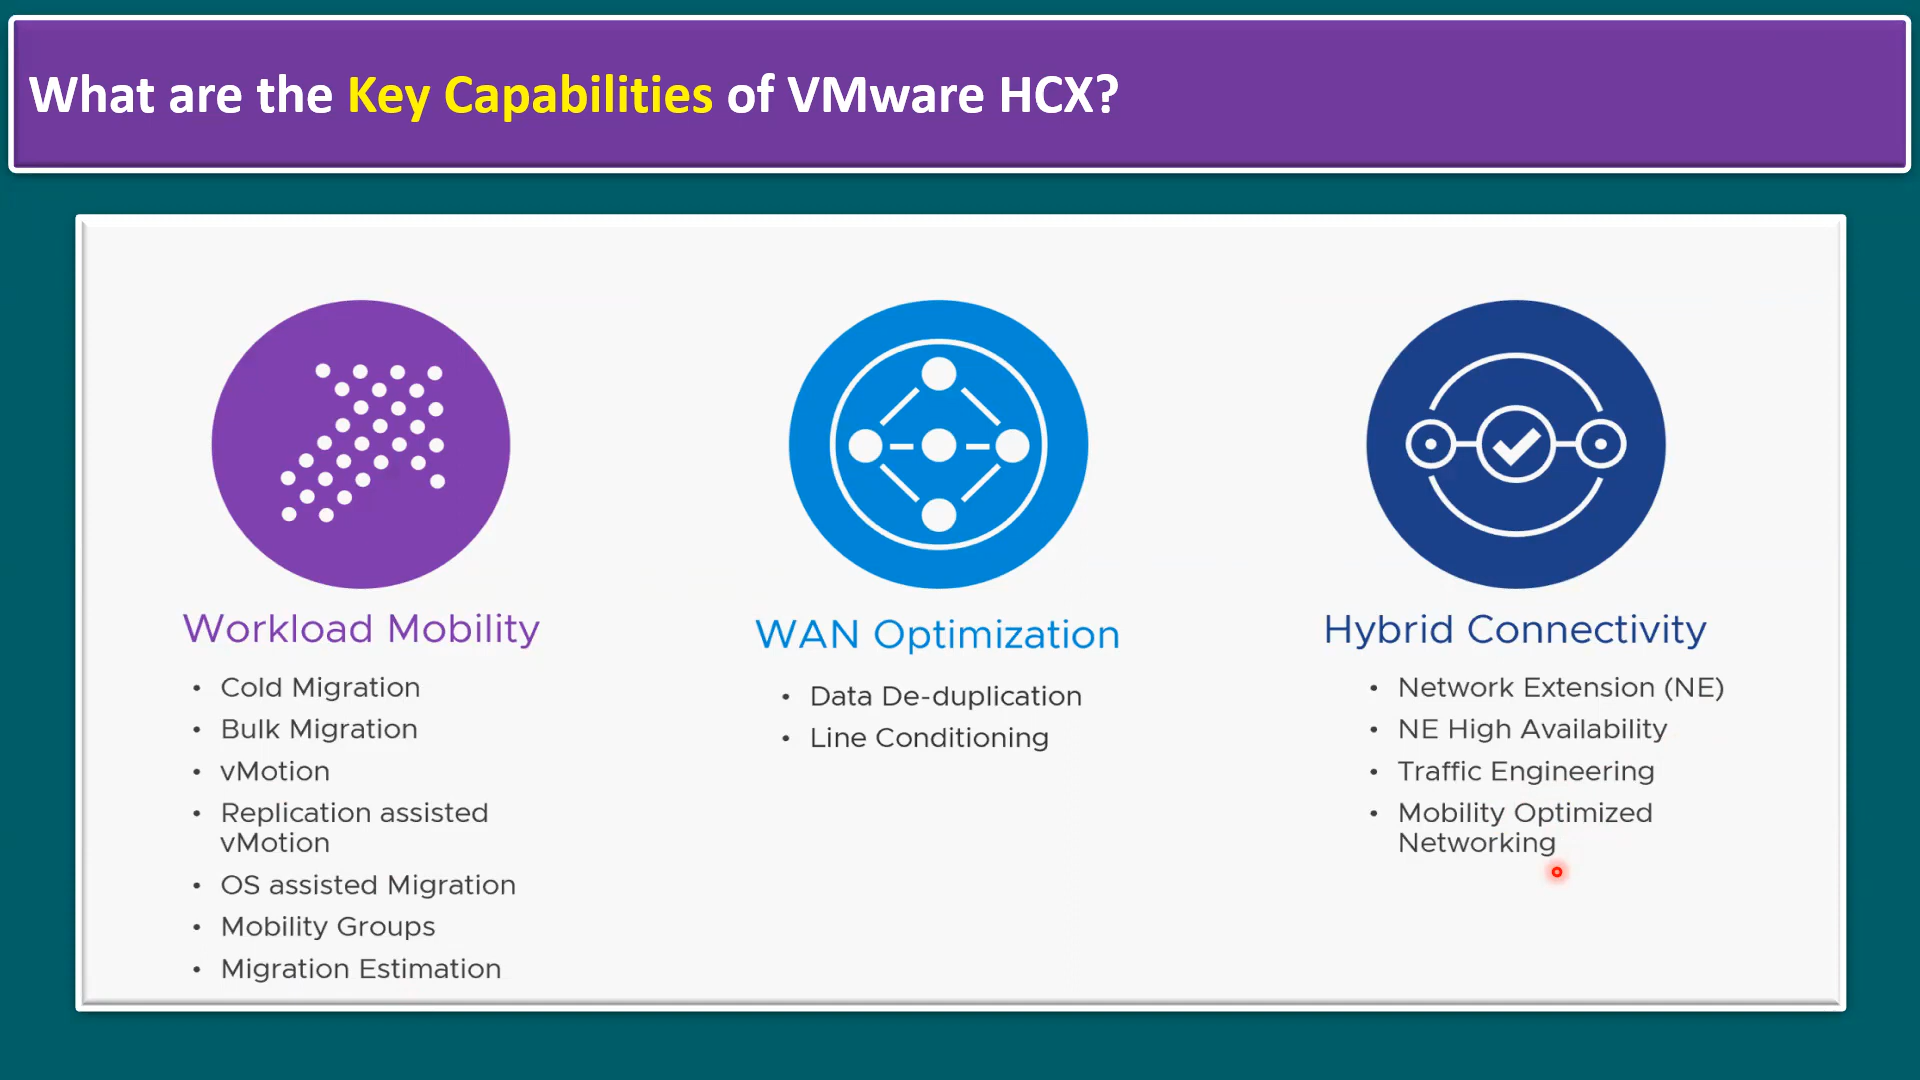 What are the Key Capabilities of VMware HCX?
Workload Mobility
• Cold Migration
• Bulk Migration
• vMotion
• Replication assisted
vMotion
• OS assisted Migration
• Mobility Groups
• Migration Estimation
WAN Optimization
• Data De-duplication
• Line Conditioning
Hybrid Connectivity
• Network Extension (NE)
• NE High Availability
• Traffic Engineering
• Mobility Optimized
Networking